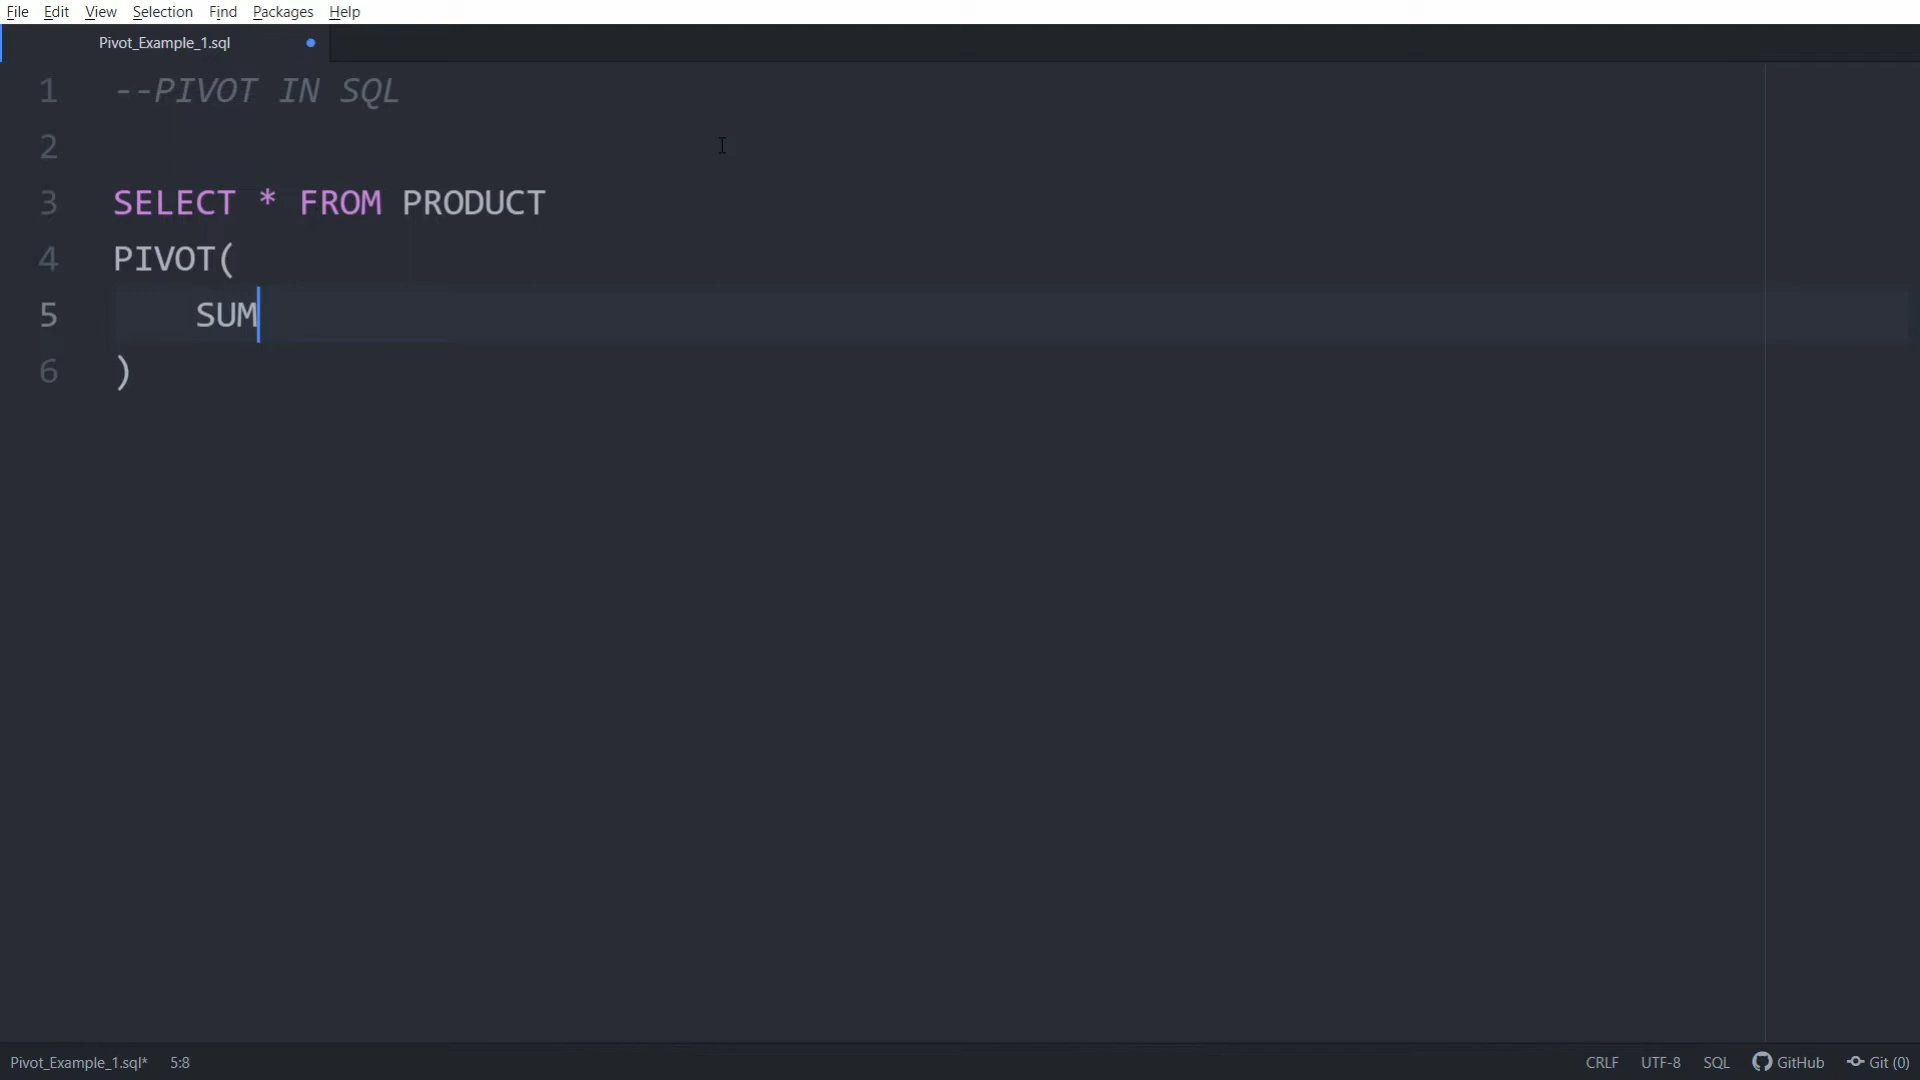 File Edit View Selection Find Packages Help
Pivot_Example_1.sql
1 --PIVOT IN SQL
2
3 SELECT * FROM PRODUCT
4 PIVOT(
5 SUM
6 )
Pivot_Example_1.sql* 5:8 CRLF UTF-8 SQL GitHub Git (0)